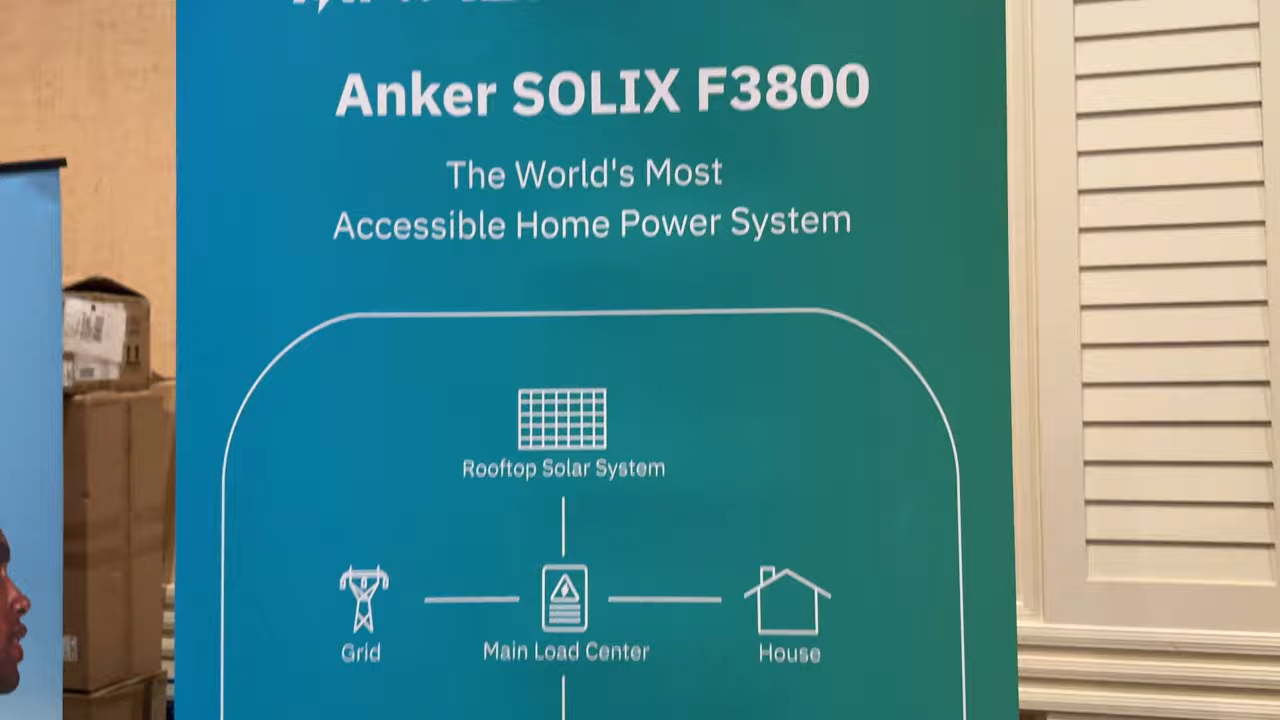 Anker SOLIX F3800
The World's Most
Accessible Home Power System
Rooftop Solar System
Grid
Main Load Center
House